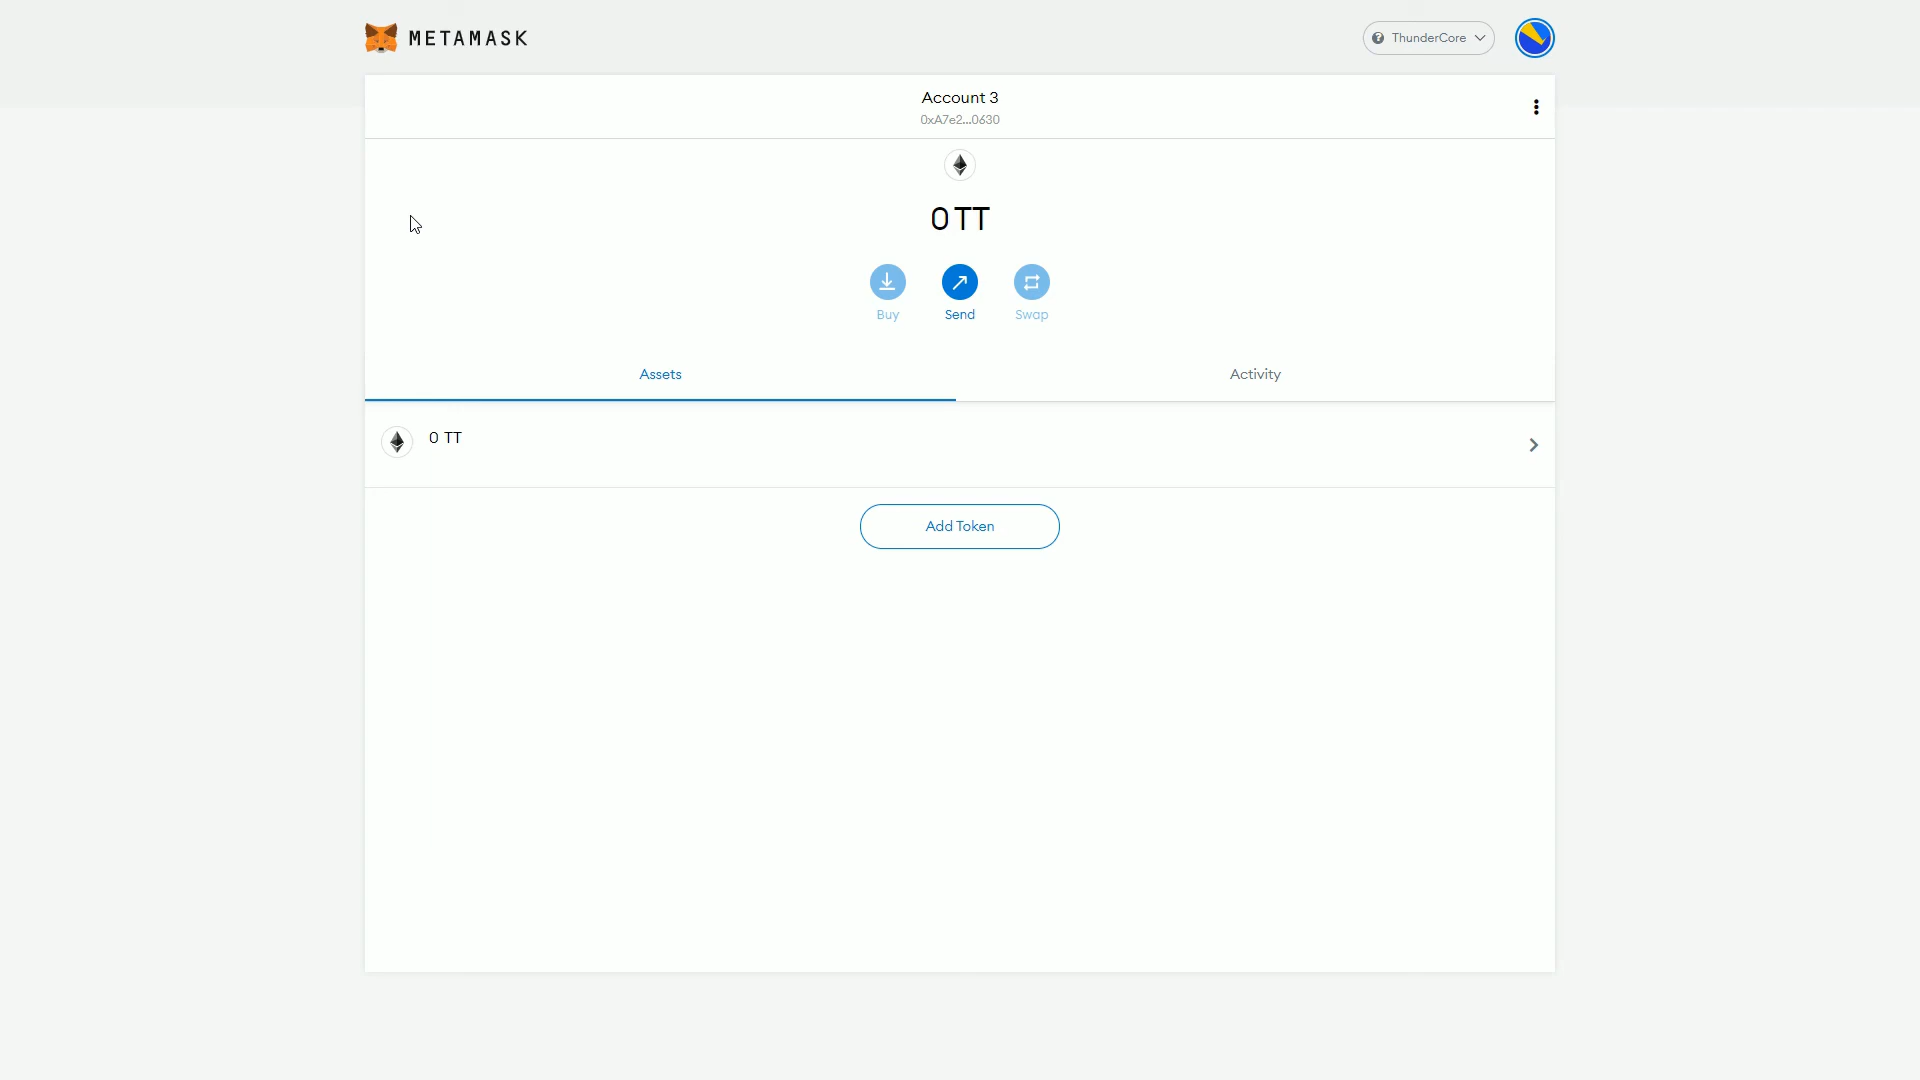 METAMASK
? ThunderCore
Account 3
0xA7e2...0630
0 TT
Buy
Send
Swap
Assets
Activity
0 TT
Add Token